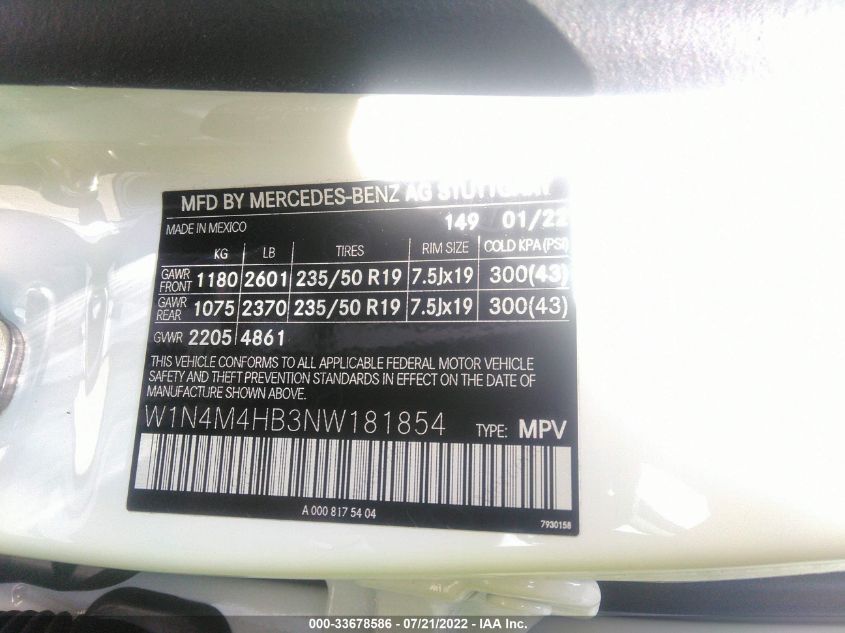 MFD BY MERCEDES-BENZ AG STUTTGART
MADE IN MEXICO 149 01/22
KG LB TIRES RIM SIZE COLD KPA (PSI)
GAWR FRONT 1180 2601 235/50 R19 7.5Jx19 300(43)
GAWR REAR 1075 2370 235/50 R19 7.5Jx19 300(43)
GVWR 2205 4861
THIS VEHICLE CONFORMS TO ALL APPLICABLE FEDERAL MOTOR VEHICLE
SAFETY AND THEFT PREVENTION STANDARDS IN EFFECT ON THE DATE OF
MANUFACTURE SHOWN ABOVE.
W1N4M4HB3NW181854 TYPE: MPV
A 000 817 54 04
7930158
000-33678586 - 07/21/2022 - IAA Inc.